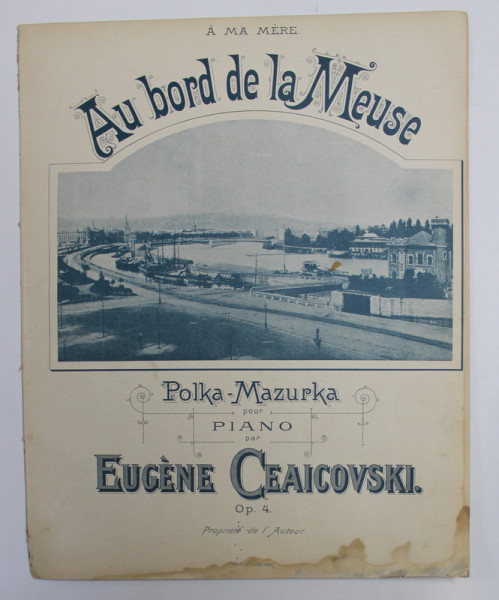 À MA MÈRE.
Au bord de la Meuse
Polka-Mazurka
pour
PIANO
par
EUGÈNE CEAICOVSKI.
Op. 4.
Propriété de l'Auteur